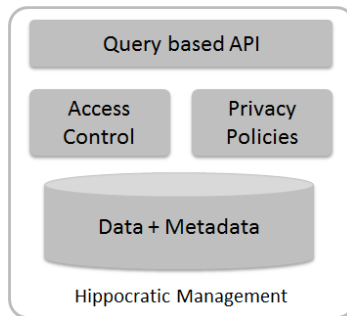 Query based API
Access
Control
Privacy
Policies
Data + Metadata
Hippocratic Management